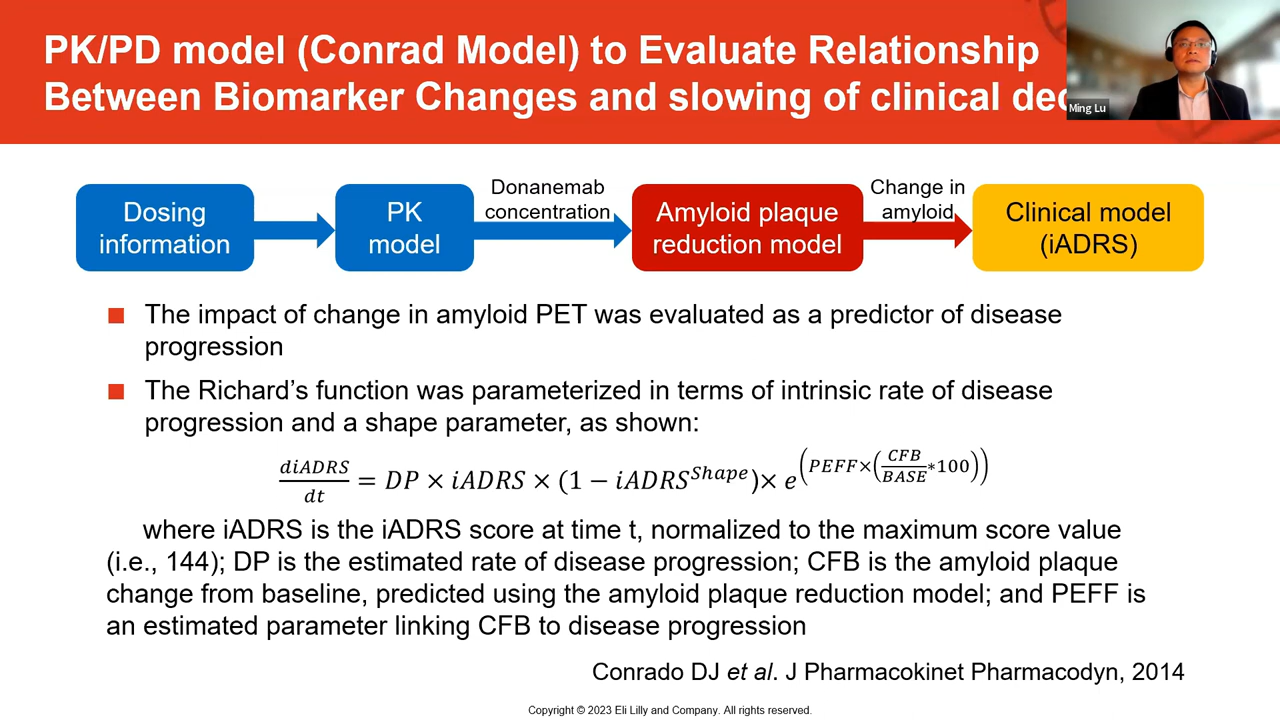 PK/PD model (Conrad Model) to Evaluate Relationship
Between Biomarker Changes and slowing of clinical
Ming Lu
Dosing
information
PK
model
Donanemab
concentration
Amyloid plaque
reduction model
Change in
amyloid
Clinical model
(iADRS)
The impact of change in amyloid PET was evaluated as a predictor of disease
progression
The Richard’s function was parameterized in terms of intrinsic rate of disease
progression and a shape parameter, as shown:
diADRS/dt = DP × iADRS × (1 − iADRS^Shape)× e^(PEFF×(CFB/BASE*100))
where iADRS is the iADRS score at time t, normalized to the maximum score value
(i.e., 144); DP is the estimated rate of disease progression; CFB is the amyloid plaque
change from baseline, predicted using the amyloid plaque reduction model; and PEFF is
an estimated parameter linking CFB to disease progression
Conrado DJ et al. J Pharmacokinet Pharmacodyn, 2014
Copyright © 2023 Eli Lilly and Company. All rights reserved.